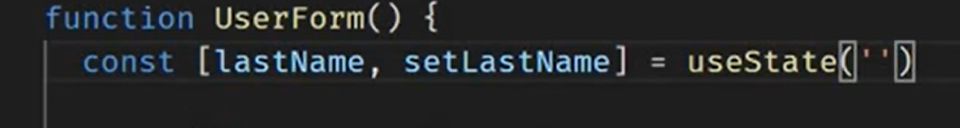 function UserForm() {
const [lastName, setLastName] = useState('')